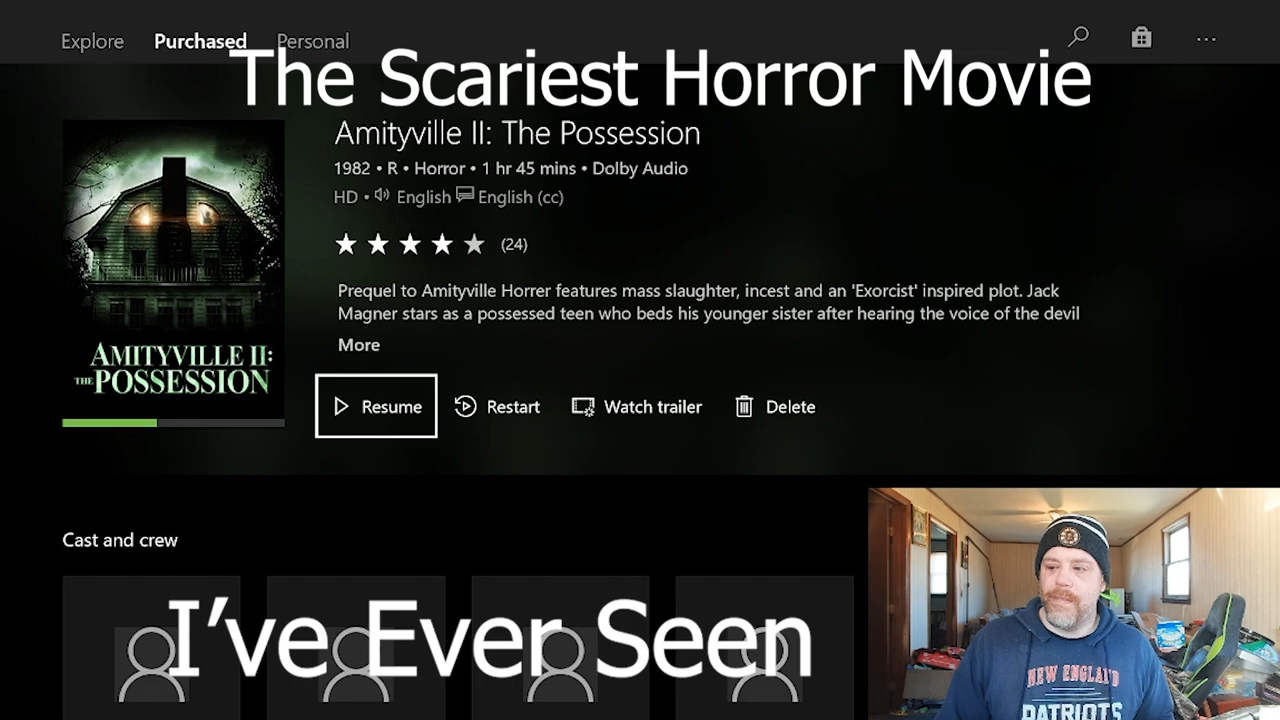 Explore Purchased Personal
The Scariest Horror Movie
Amityville II: The Possession
1982 • R • Horror • 1 hr 45 mins • Dolby Audio
HD • English English (cc)
(24)
Prequel to Amityville Horrer features mass slaughter, incest and an 'Exorcist' inspired plot. Jack
Magner stars as a possessed teen who beds his younger sister after hearing the voice of the devil
More
AMITYVILLE II:
THE POSSESSION
Resume Restart Watch trailer Delete
Cast and crew
I've Ever Seen
NEW ENGLAND
PATRIOTS